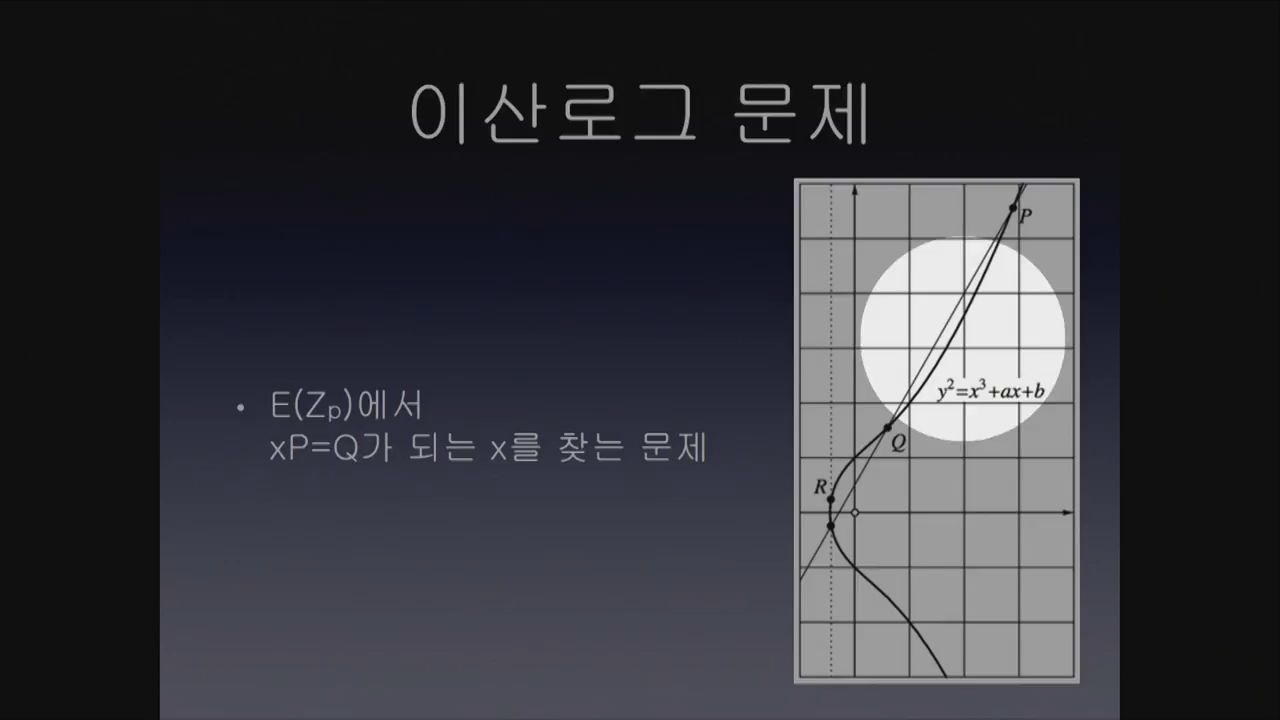 이산로그 문제
• E(Zₚ)에서
xP=Q가 되는 x를 찾는 문제
P
y²=x³+ax+b
Q
R